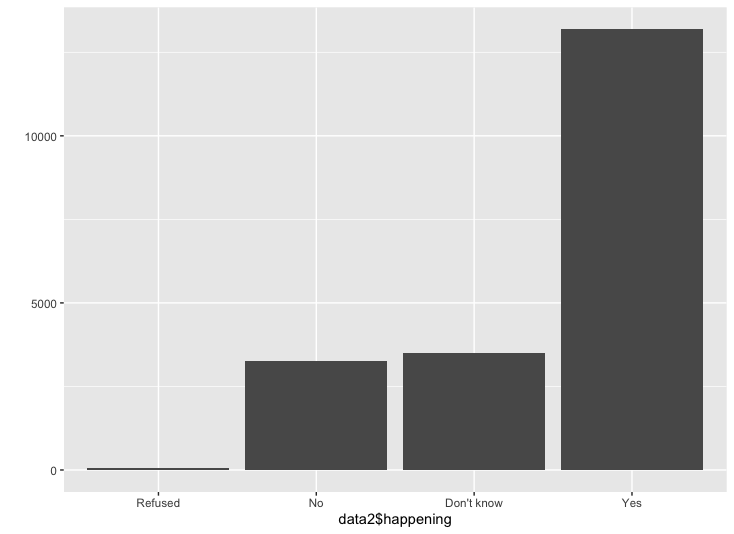 10000
5000
0
Refused No Don't know Yes
data2$happening